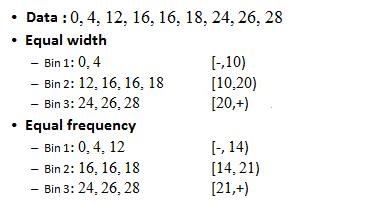 • Data : 0, 4, 12, 16, 16, 18, 24, 26, 28
• Equal width
– Bin 1: 0, 4 [-,10)
– Bin 2: 12, 16, 16, 18 [10,20)
– Bin 3: 24, 26, 28 [20,+)
• Equal frequency
– Bin 1: 0, 4, 12 [-, 14)
– Bin 2: 16, 16, 18 [14, 21)
– Bin 3: 24, 26, 28 [21,+)